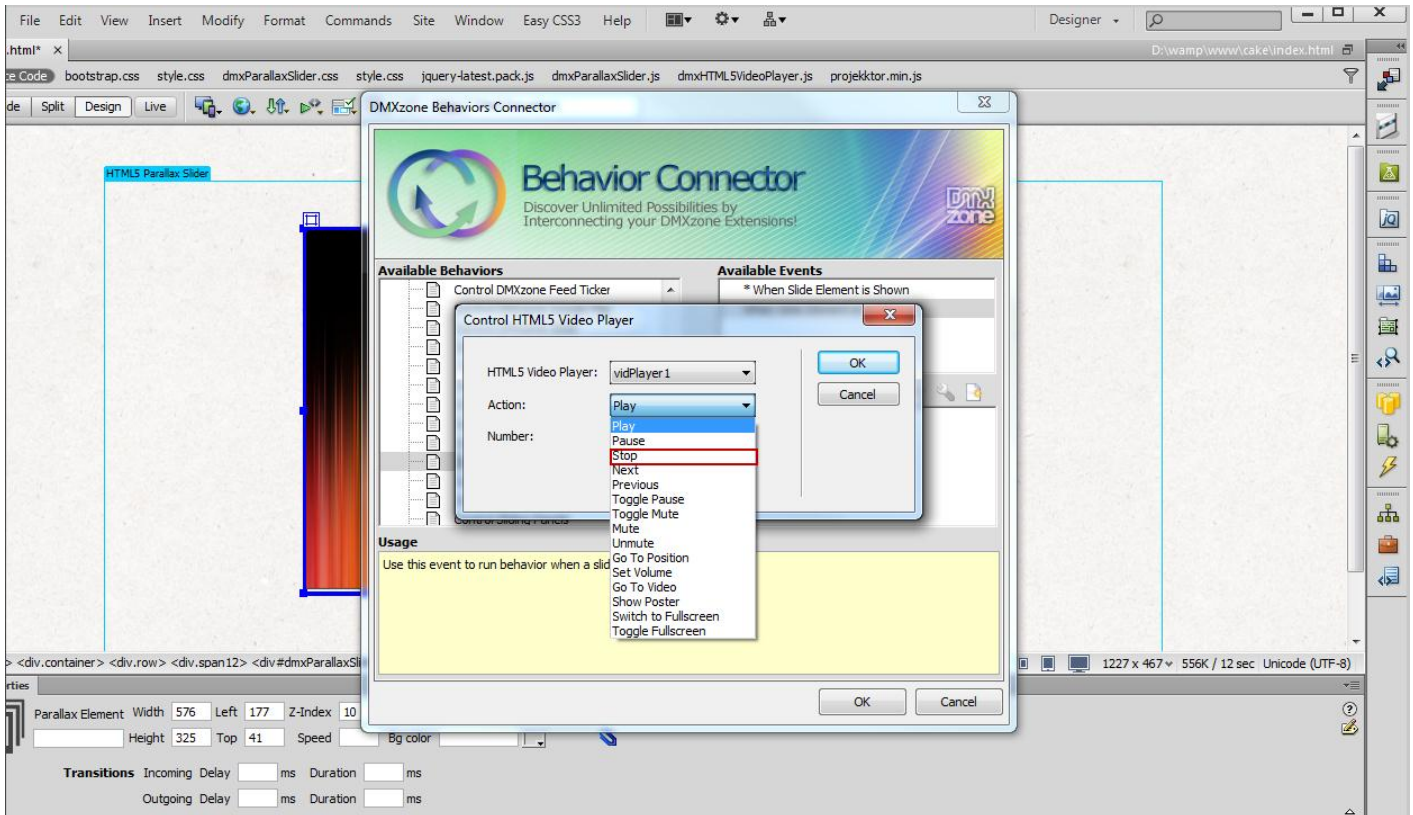 File Edit View Insert Modify Format Commands Site Window Easy CSS3 Help Designer
.html* D:\wamp\www\cake\index.html
Code bootstrap.css style.css dmxParallaxSlider.css style.css jquery-latest.pack.js dmxParallaxSlider.js dmxHTML5VideoPlayer.js projekktor.min.js
Split Design Live
DMXzone Behaviors Connector
HTML5 Parallax Slider
Behavior Connector
Discover Unlimited Possibilities by
Interconnecting your DMXzone Extensions!
DMX
zone
Available Behaviors
Available Events
Control DMXzone Feed Ticker
* When Slide Element is Shown
Control HTML5 Video Player
HTML5 Video Player: vidPlayer1
OK
Action: Play
Cancel
Number:
Play
Pause
Stop
Next
Previous
Toggle Pause
Toggle Mute
Mute
Unmute
Go To Position
Set Volume
Go To Video
Show Poster
Switch to Fullscreen
Toggle Fullscreen
Control Sliding Panels
Usage
Use this event to run behavior when a
OK Cancel
> <div.container> <div.row> <div.span12> <div#dmxParallaxSli
1227 x 467 556K / 12 sec Unicode (UTF-8)
Parallax Element Width 576 Left 177 Z-Index 10
Height 325 Top 41 Speed Bg color
Transitions Incoming Delay ms Duration ms
Outgoing Delay ms Duration ms